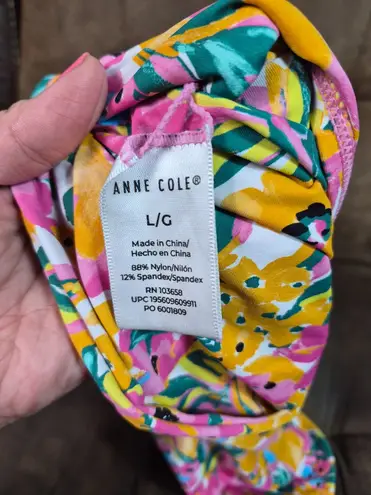 ANNE COLE®
L/G
Made in China/
Hecho en China
88% Nylon/Nilón
12% Spandex/Spandex
RN 103658
UPC 195609609911
PO 6001809